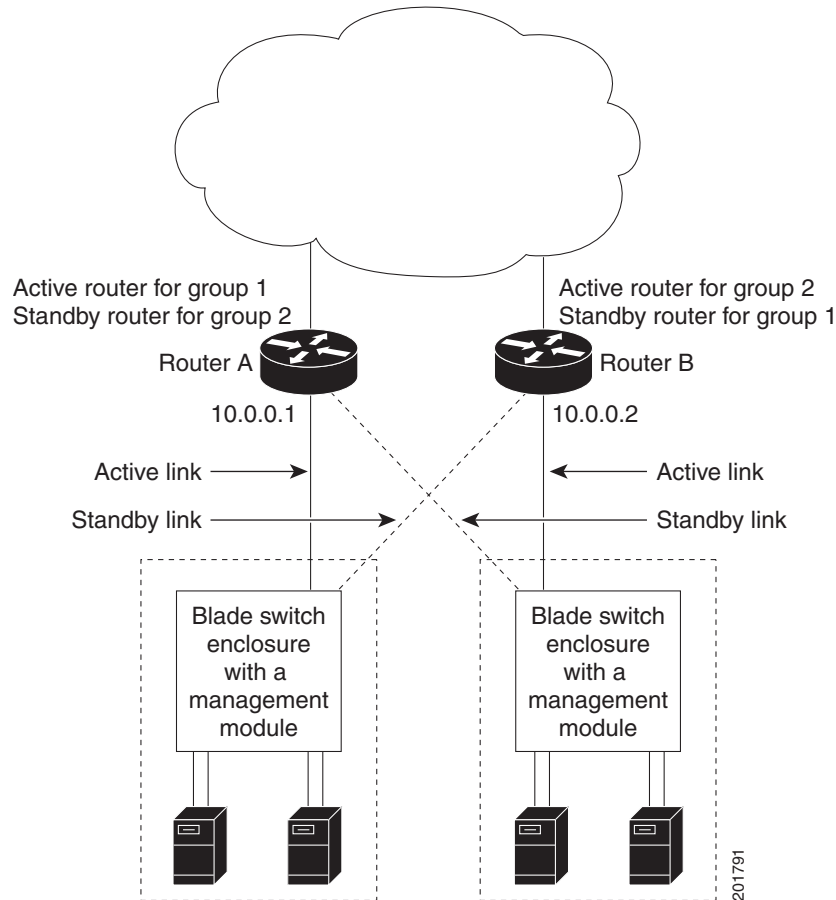 Active router for group 1
Standby router for group 2
Active router for group 2
Standby router for group 1
Router A
Router B
10.0.0.1
10.0.0.2
Active link
Active link
Standby link
Standby link
Blade switch
enclosure
with a
management
module
Blade switch
enclosure
with a
management
module
201791